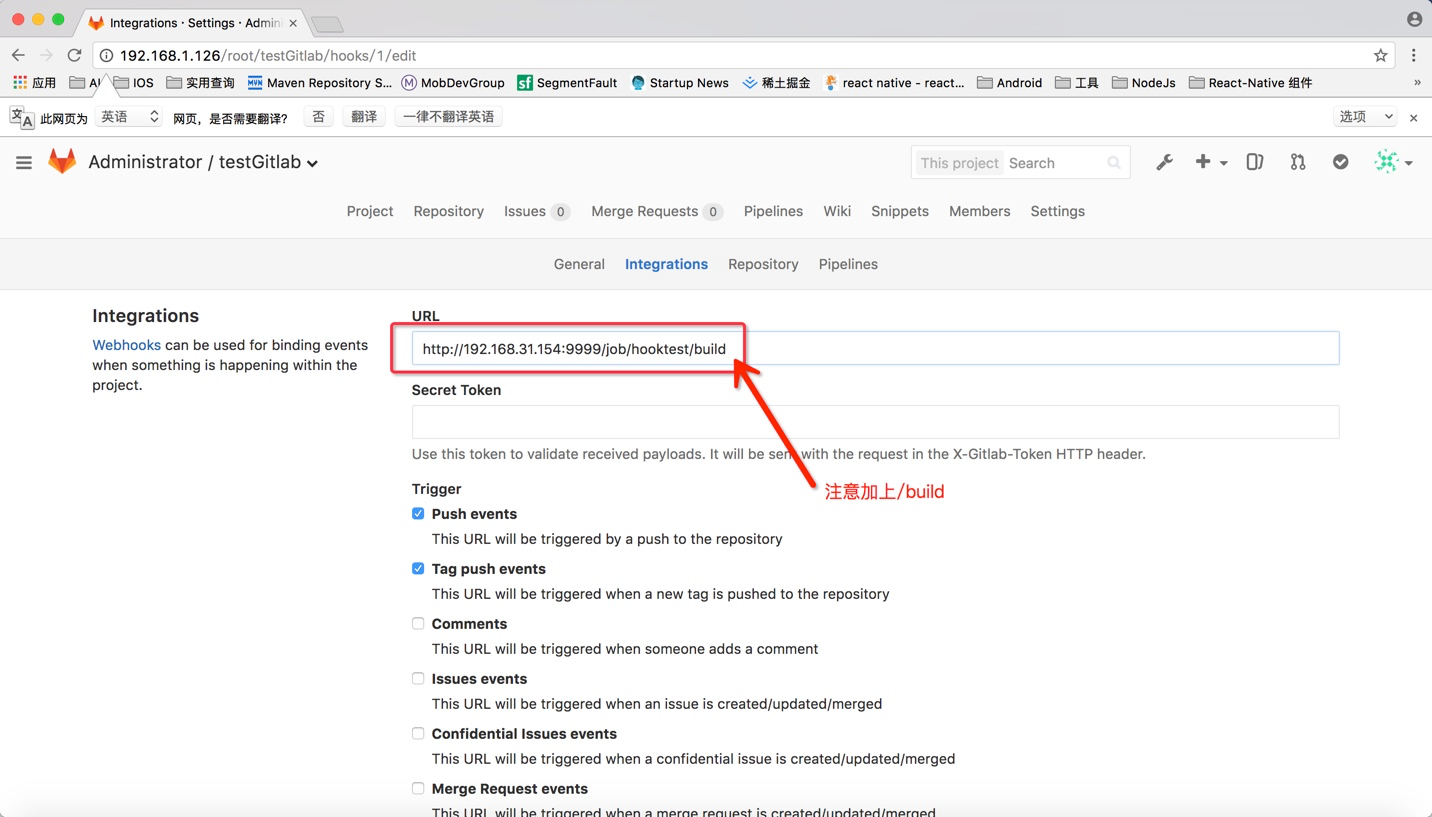 Integrations · Settings · Admin
192.168.1.126/root/testGitlab/hooks/1/edit
应用 IOS 实用查询 MVN Maven Repository S... M MobDevGroup sf SegmentFault Startup News 稀土掘金 react native - react... Android 工具 NodeJs React-Native 组件 »
文A 此网页为 英语 网页，是否需要翻译？ 否 翻译 一律不翻译英语 选项
Administrator / testGitlab This project Search
Project Repository Issues 0 Merge Requests 0 Pipelines Wiki Snippets Members Settings
General Integrations Repository Pipelines
Integrations
Webhooks can be used for binding events
when something is happening within the
project.
URL
http://192.168.31.154:9999/job/hooktest/build
Secret Token
Use this token to validate received payloads. It will be sent with the request in the X-Gitlab-Token HTTP header.
注意加上/build
Trigger
Push events
This URL will be triggered by a push to the repository
Tag push events
This URL will be triggered when a new tag is pushed to the repository
Comments
This URL will be triggered when someone adds a comment
Issues events
This URL will be triggered when an issue is created/updated/merged
Confidential Issues events
This URL will be triggered when a confidential issue is created/updated/merged
Merge Request events
This URL will be triggered when a merge request is created/updated/merged